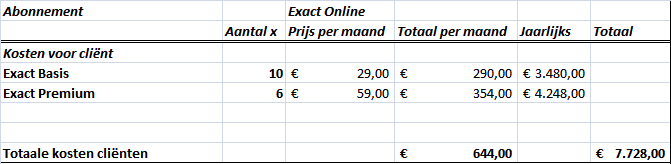 Abonnement Exact Online
Aantal x Prijs per maand Totaal per maand Jaarlijks Totaal
Kosten voor cliënt
Exact Basis 10 € 29,00 € 290,00 € 3.480,00
Exact Premium 6 € 59,00 € 354,00 € 4.248,00
Totaale kosten cliënten € 644,00 € 7.728,00